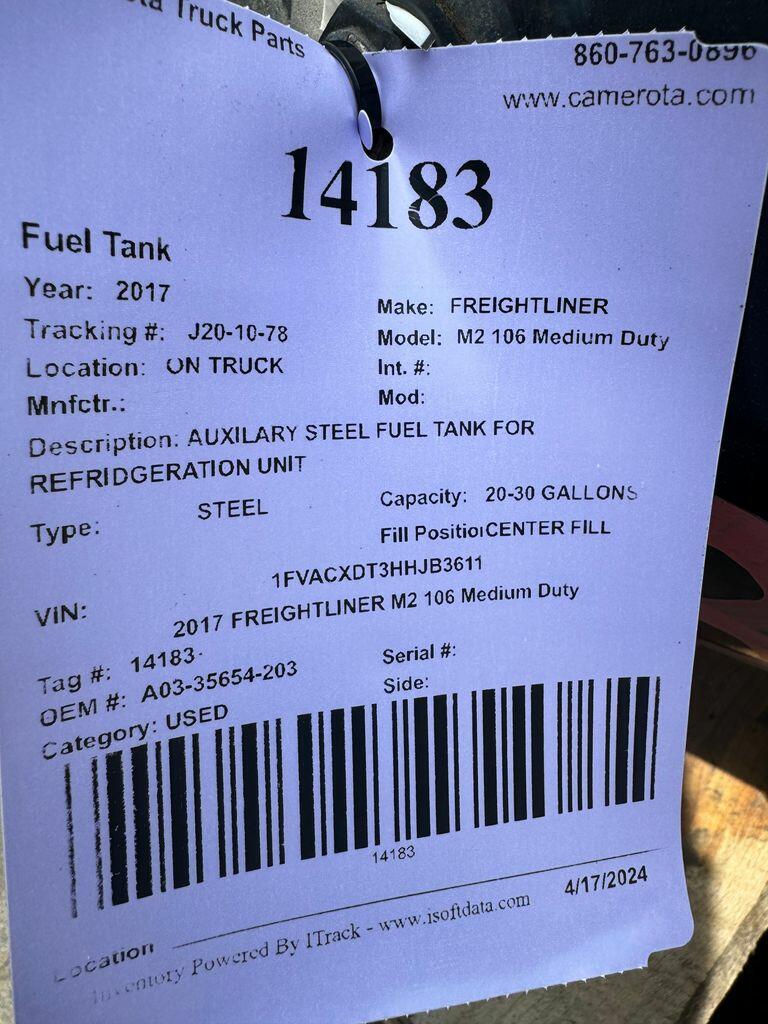 Truck Parts
860-763-0896
www.camerota.com
14183
Fuel Tank
Year: 2017
Make: FREIGHTLINER
Tracking #: J20-10-78
Model: M2 106 Medium Duty
Location: ON TRUCK
Int. #:
Mnfctr.:
Mod:
Description: AUXILARY STEEL FUEL TANK FOR
REFRIDGERATION UNIT
Type: STEEL
Capacity: 20-30 GALLONS
Fill Position CENTER FILL
VIN: 1FVACXDT3HHJB3611
2017 FREIGHTLINER M2 106 Medium Duty
Tag #: 14183
Serial #:
OEM #: A03-35654-203
Side:
Category: USED
14183
4/17/2024
Location
Inventory Powered By ITrack - www.isoftdata.com